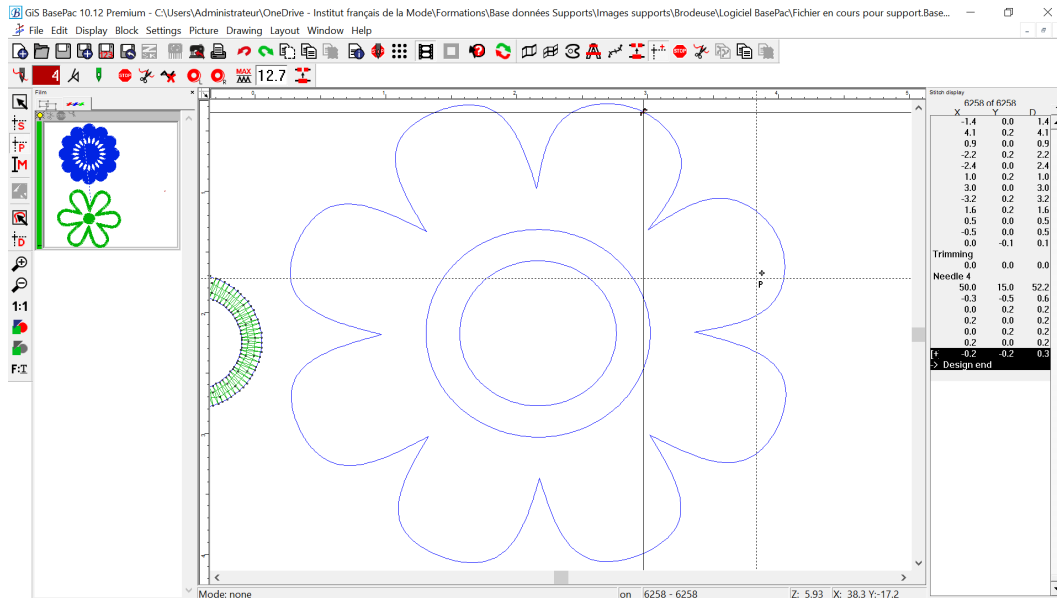 GiS BasePac 10.12 Premium - C:\Users\Administrateur\OneDrive - Institut français de la Mode\Formations\Base données Supports\Images supports\Brodeuse\Logiciel BasePac\Fichier en cours pour support.Base...
File Edit Display Block Settings Picture Drawing Layout Window Help
4 STOP MAX 12.7
Film
Stitch display
6258 of 6258
X Y D
-1.4 0.0 1.4
4.1 0.2 4.1
0.9 0.0 0.9
-2.2 0.2 2.2
-2.4 0.0 2.4
1.0 0.2 1.0
3.0 0.0 3.0
3.2 0.2 3.2
1.6 0.2 1.6
0.5 0.0 0.5
-0.5 0.0 0.5
0.0 -0.1 0.1
Trimming
0.0 0.0 0.0
Needle 4
50.0 15.0 52.2
-0.3 -0.5 0.6
0.0 0.2 0.2
0.2 0.0 0.2
0.0 0.2 0.2
0.2 0.0 0.2
[+ -0.2 -0.2 0.3
-> Design end
S
P
M
D
1:1
F:T
0 1 2 3 4 5
P
Mode: none
on 6258 - 6258
Z: 5.93 X: 38.3 Y:-17.2